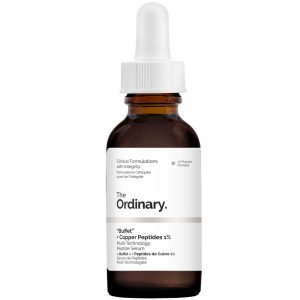 Clinical Formulations
with Integrity.
Formulations Cliniques
avec de l'Intégrité.
The
Ordinary.
"Buffet"
+ Copper Peptides 1%
Multi-Technology
Peptide Serum
« Buffet » + Peptides de Cuivre 1%
Sérum de Peptides
Multi-Technologies